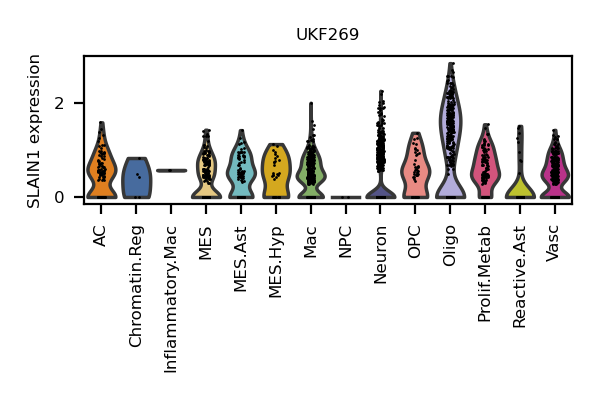 UKF269
SLAIN1 expression
2
0
AC
Chromatin.Reg
Inflammatory.Mac
MES
MES.Ast
MES.Hyp
Mac
NPC
Neuron
OPC
Oligo
Prolif.Metab
Reactive.Ast
Vasc